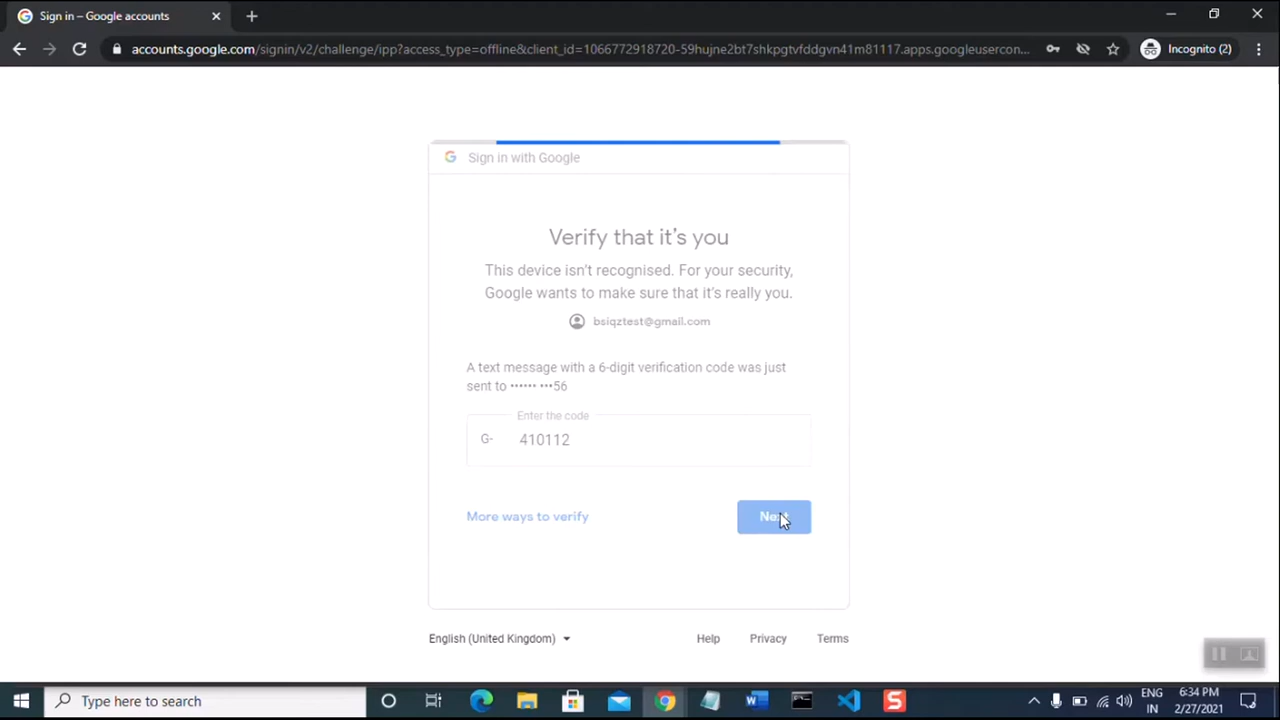 Sign in – Google accounts
accounts.google.com/signin/v2/challenge/ipp?access_type=offline&client_id=1066772918720-59hujne2bt7shkpgtvfddgvn41m81117.apps.googleusercon...
Incognito (2)
Sign in with Google
Verify that it's you
This device isn't recognised. For your security,
Google wants to make sure that it's really you.
bsiqztest@gmail.com
A text message with a 6-digit verification code was just
sent to •••••• •••56
Enter the code
G- 410112
More ways to verify
Next
English (United Kingdom)
Help Privacy Terms
Type here to search
ENG 6:34 PM
IN 2/27/2021